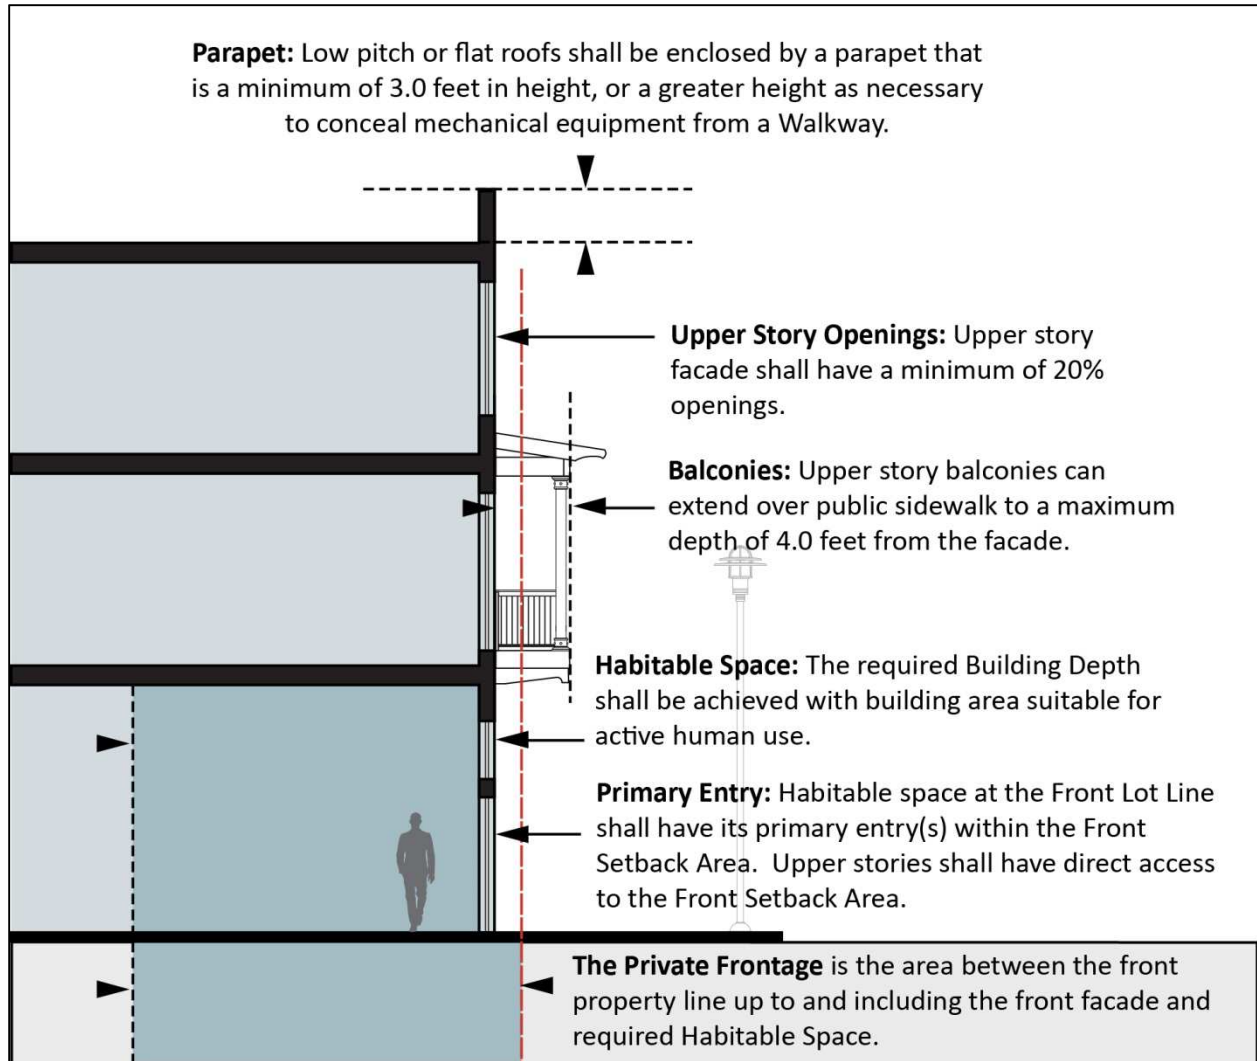 Parapet: Low pitch or flat roofs shall be enclosed by a parapet that
is a minimum of 3.0 feet in height, or a greater height as necessary
to conceal mechanical equipment from a Walkway.
Upper Story Openings: Upper story
facade shall have a minimum of 20%
openings.
Balconies: Upper story balconies can
extend over public sidewalk to a maximum
depth of 4.0 feet from the facade.
Habitable Space: The required Building Depth
shall be achieved with building area suitable for
active human use.
Primary Entry: Habitable space at the Front Lot Line
shall have its primary entry(s) within the Front
Setback Area. Upper stories shall have direct access
to the Front Setback Area.
The Private Frontage is the area between the front
property line up to and including the front facade and
required Habitable Space.